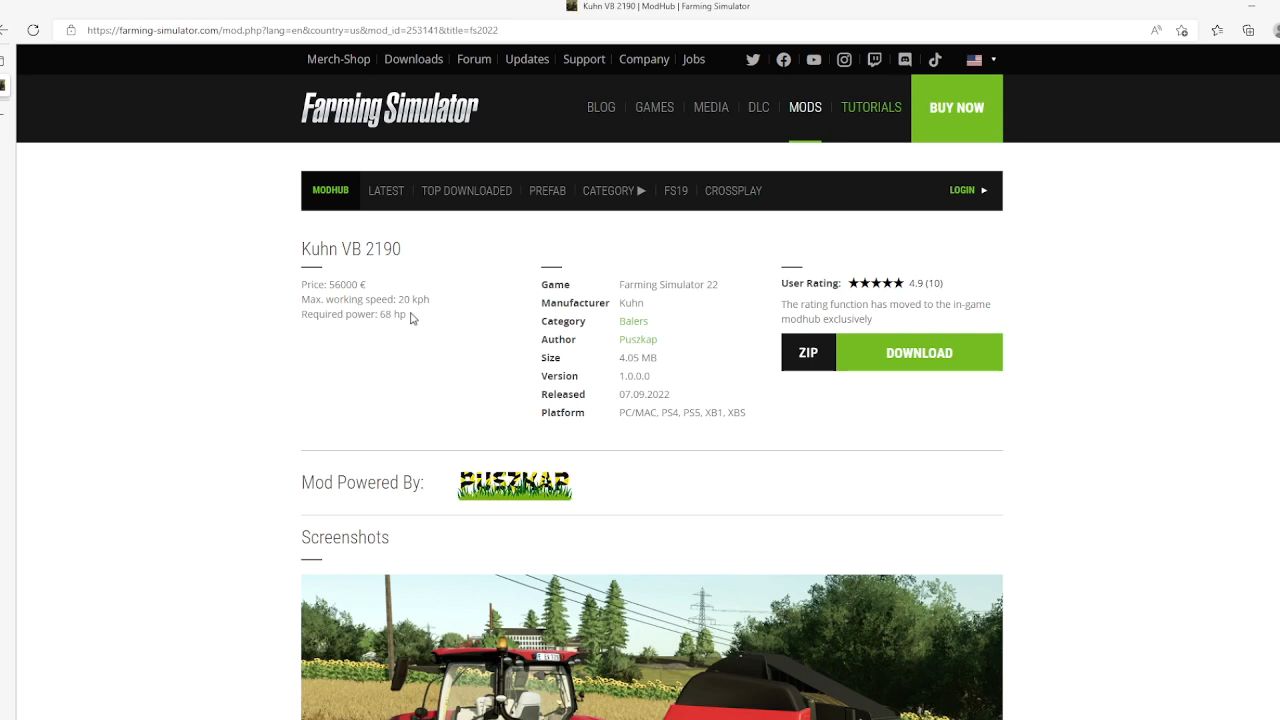 Kuhn VB 2190 | ModHub | Farming Simulator
https://farming-simulator.com/mod.php?lang=en&country=us&mod_id=253141&title=fs2022
Merch-Shop Downloads Forum Updates Support Company Jobs
Farming Simulator BLOG GAMES MEDIA DLC MODS TUTORIALS BUY NOW
MODHUB LATEST TOP DOWNLOADED PREFAB CATEGORY ▶ FS19 CROSSPLAY LOGIN ►
Kuhn VB 2190
Price: 56000 €
Max. working speed: 20 kph
Required power: 68 hp
Game Farming Simulator 22
Manufacturer Kuhn
Category Balers
Author Puszkap
Size 4.05 MB
Version 1.0.0.0
Released 07.09.2022
Platform PC/MAC, PS4, PS5, XB1, XBS
User Rating: ★★★★★ 4.9 (10)
The rating function has moved to the in-game
modhub exclusively
ZIP DOWNLOAD
Mod Powered By: PUSZKAP
Screenshots